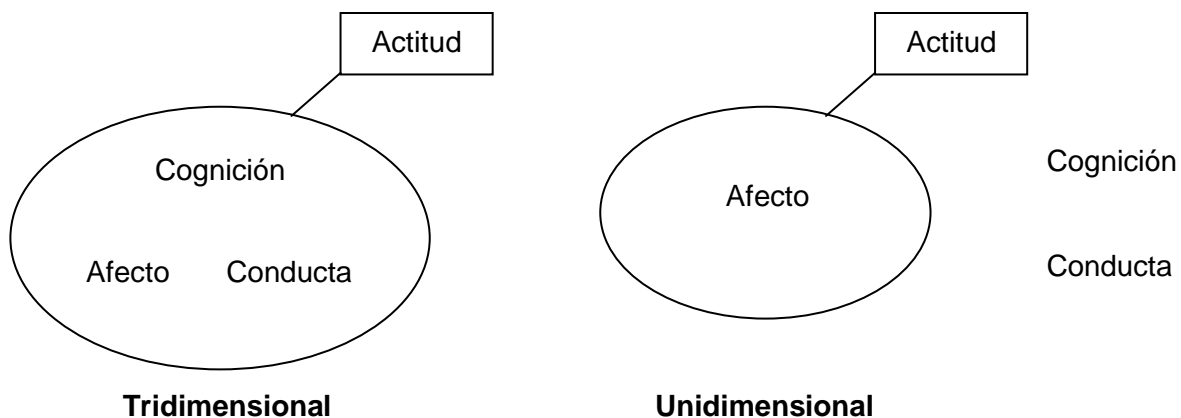 Actitud
Cognición
Afecto Conducta
Tridimensional
Actitud
Afecto
Cognición
Conducta
Unidimensional